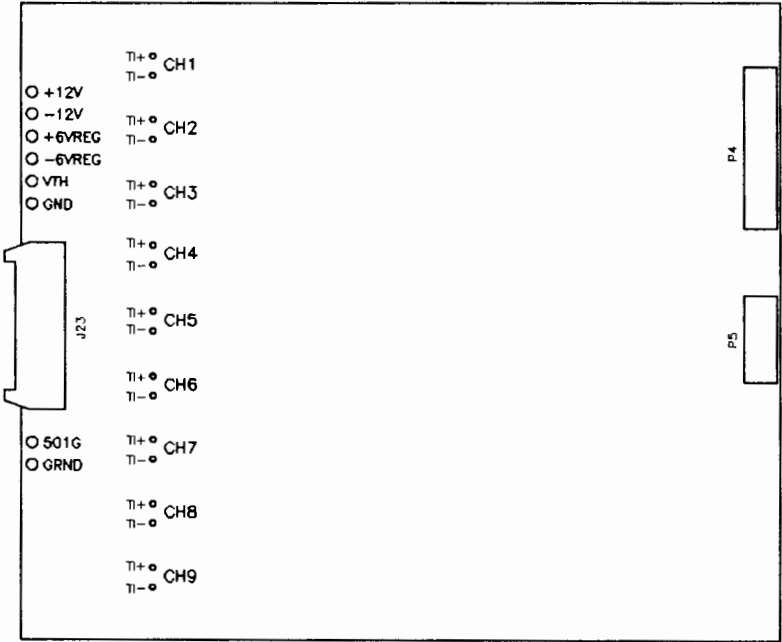 TI+ CH1
TI-
+12V
-12V
+6VREG
-6VREG
VTH
GND
TI+ CH2
TI-
TI+ CH3
TI-
TI+ CH4
TI-
TI+ CH5
TI-
TI+ CH6
TI-
TI+ CH7
TI-
TI+ CH8
TI-
TI+ CH9
TI-
J23
501G
GRND
P4
P5